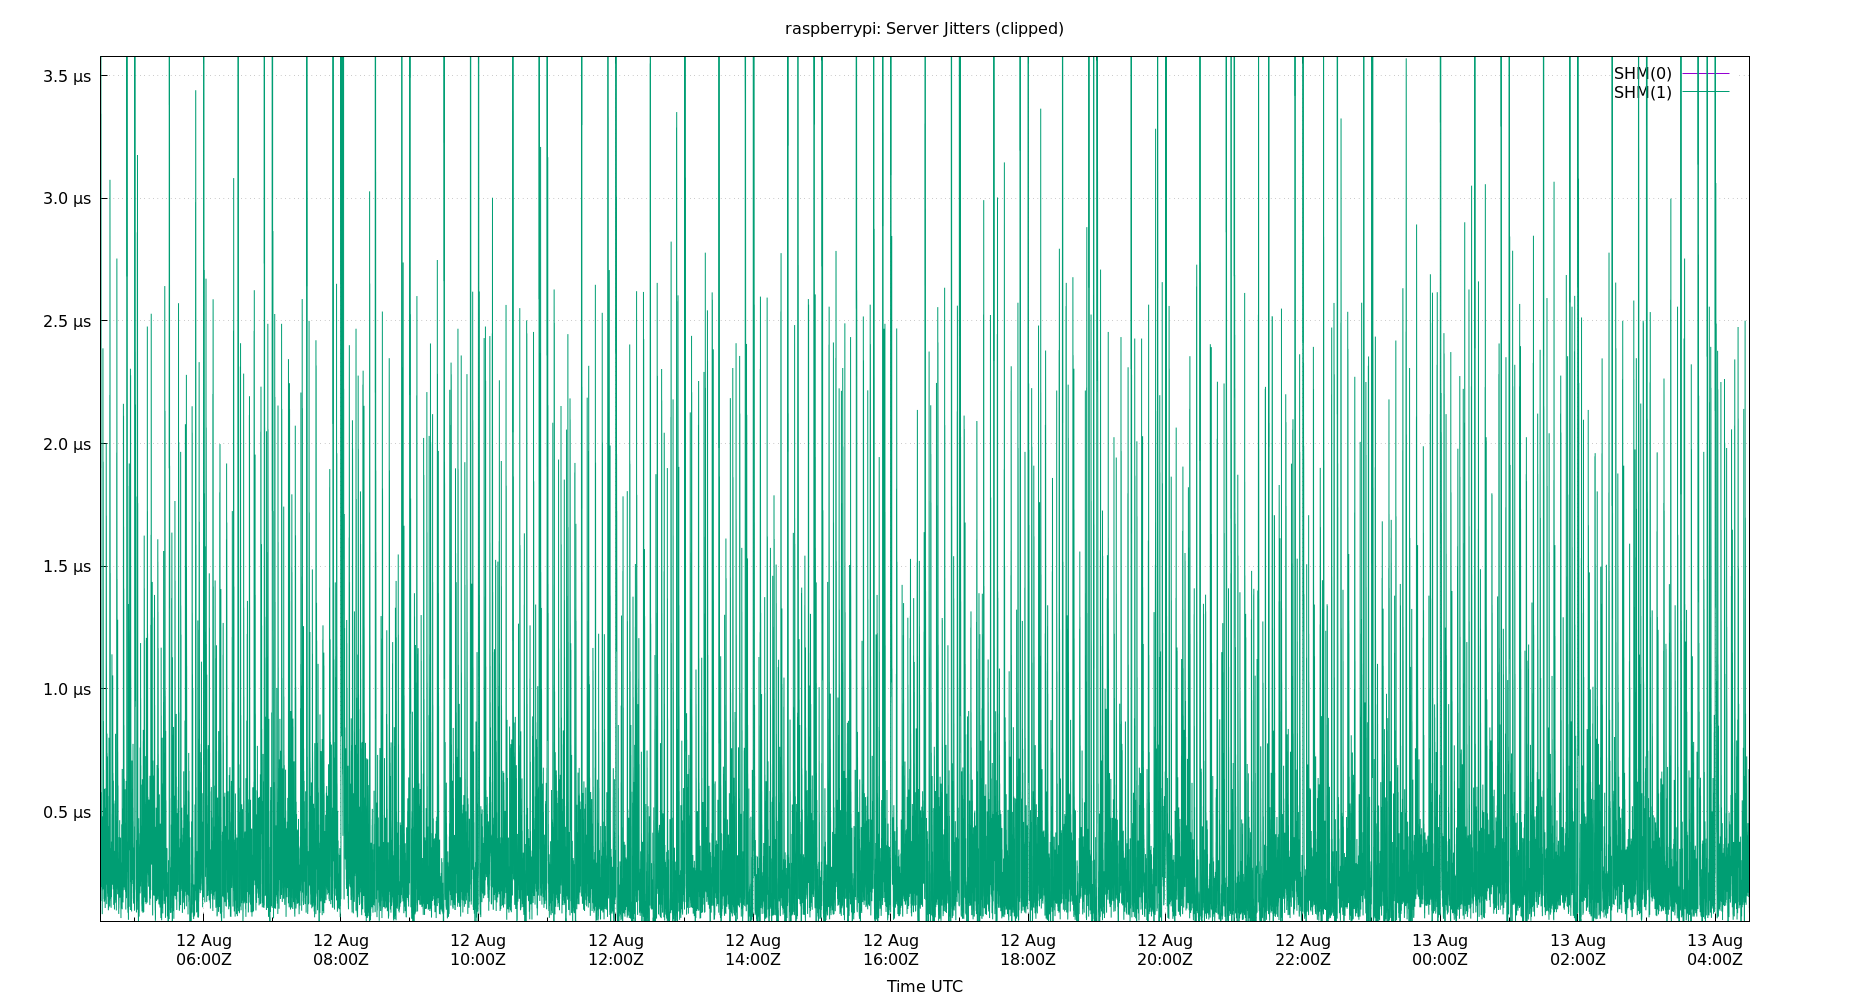 raspberrypi: Server Jitters (clipped)
SHM(0)
SHM(1)
3.5 μs
3.0 μs
2.5 μs
2.0 μs
1.5 μs
1.0 μs
0.5 μs
12 Aug 12 Aug 12 Aug 12 Aug 12 Aug 12 Aug 12 Aug 12 Aug 12 Aug 13 Aug 13 Aug 13 Aug
06:00Z 08:00Z 10:00Z 12:00Z 14:00Z 16:00Z 18:00Z 20:00Z 22:00Z 00:00Z 02:00Z 04:00Z
Time UTC